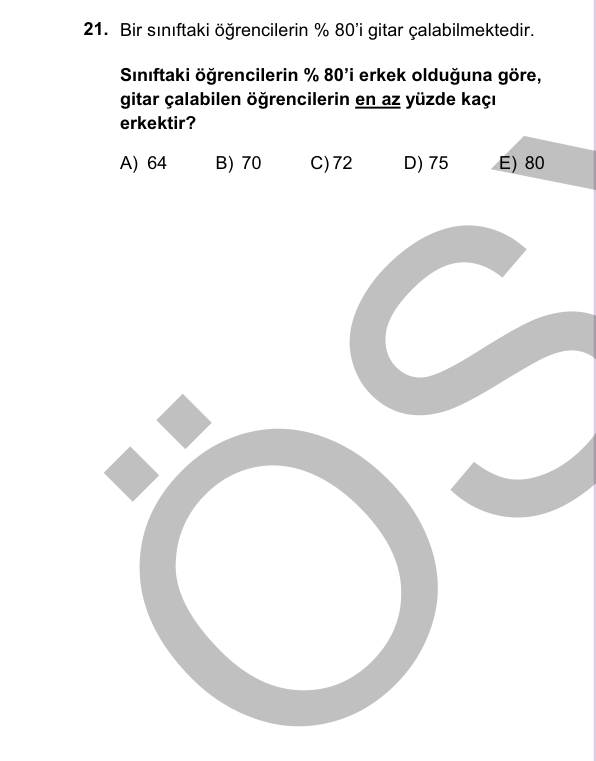 21. Bir sınıftaki öğrencilerin % 80’i gitar çalabilmektedir.
Sınıftaki öğrencilerin % 80’i erkek olduğuna göre,
gitar çalabilen öğrencilerin en az yüzde kaçı
erkektir?
A) 64 B) 70 C) 72 D) 75 E) 80
ÖS